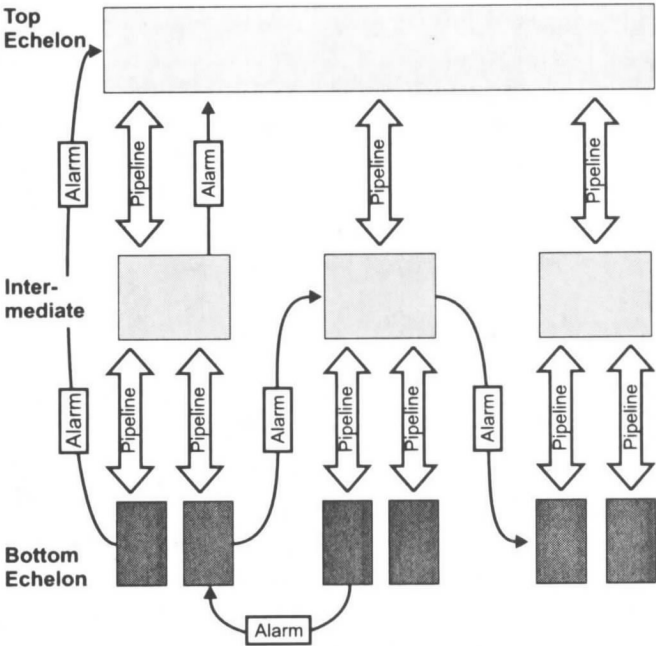 Top
Echelon
Alarm
Pipeline
Alarm
Pipeline
Pipeline
Inter-
mediate
Alarm
Pipeline
Pipeline
Alarm
Pipeline
Pipeline
Alarm
Pipeline
Pipeline
Bottom
Echelon
Alarm